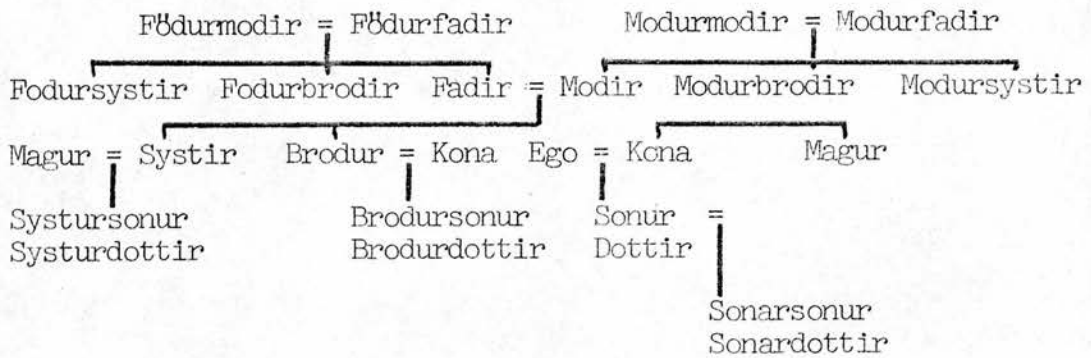 Födurmodir = Födurfadir Modurmodir = Modurfadir
Fodursystir Fodurbrodir Fadir = Modir Modurbrodir Modursystir
Magur = Systir Brodur = Kona Ego = Kona Magur
Systursonur Brodursonur Sonur =
Systurdottir Brodurdottir Dottir
Sonarsonur
Sonardottir